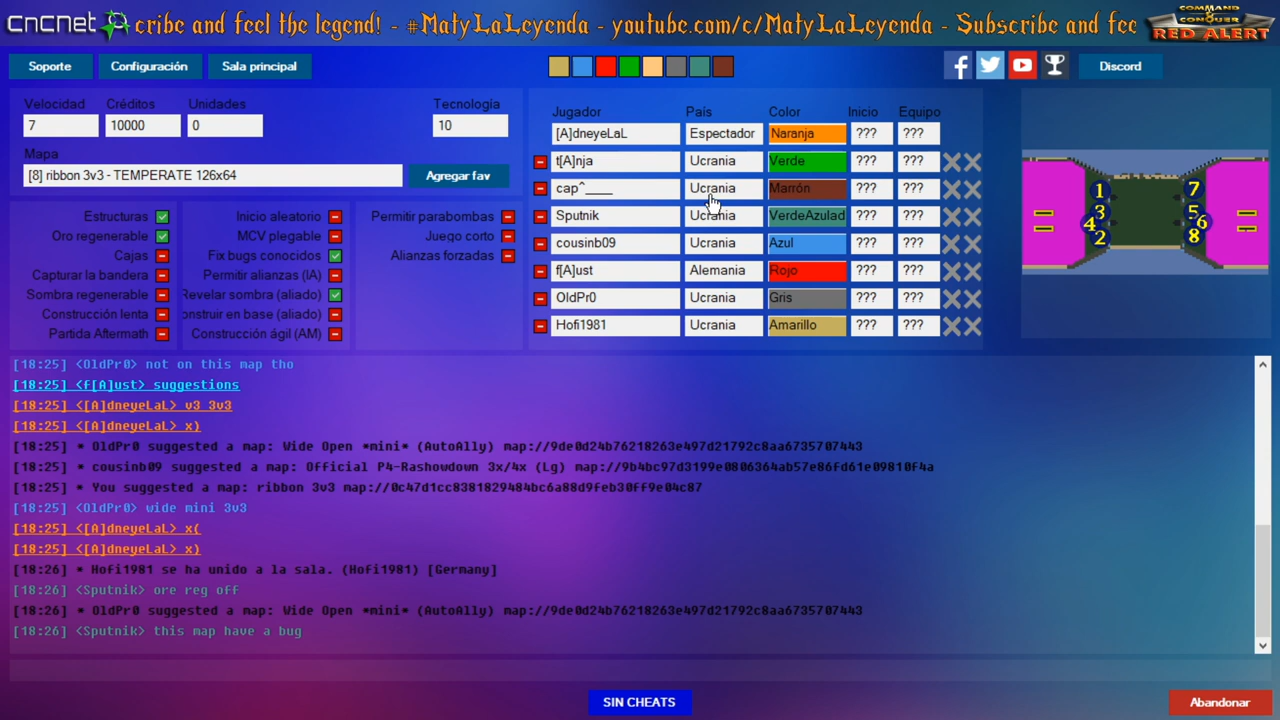 cncnet cribe and feel the legend! - #MatyLaLeyenda - youtube.com/c/MatyLaLeyenda - Subscribe and fee COMMAND & CONQUER RED ALERT
Soporte Configuración Sala principal Discord
Velocidad Créditos Unidades Tecnología
7 10000 0 10
Mapa
[8] ribbon 3v3 - TEMPERATE 126x64 Agregar fav
Estructuras Inicio aleatorio Permitir parabombas
Oro regenerable MCV plegable Juego corto
Cajas Fix bugs conocidos Alianzas forzadas
Capturar la bandera Permitir alianzas (IA)
Sombra regenerable Revelar sombra (aliado)
Construcción lenta onstruir en base (aliado)
Partida Aftermath Construcción ágil (AM)
Jugador País Color Inicio Equipo
[A]dneyeLaL Espectador Naranja ??? ???
t[A]nja Ucrania Verde ??? ???
cap^____ Ucrania Marrón ??? ???
Sputnik Ucrania VerdeAzulad ??? ???
cousinb09 Ucrania Azul ??? ???
f[A]ust Alemania Rojo ??? ???
OldPr0 Ucrania Gris ??? ???
Hofi1981 Ucrania Amarillo ??? ???
1 7
3 5
4 6
2 8
[18:25] <OldPr0> not on this map tho
[18:25] <f[A]ust> suggestions
[18:25] <[A]dneyeLaL> v3 3v3
[18:25] <[A]dneyeLaL> x)
[18:25] * OldPr0 suggested a map: Wide Open *mini* (AutoAlly) map://9de0d24b76218263e497d21792c8aa6735707443
[18:25] * cousinb09 suggested a map: Official P4-Rashowdown 3x/4x (Lg) map://9b4bc97d3199e0806364ab57e86fd61e09810f4a
[18:25] * You suggested a map: ribbon 3v3 map://0c47d1cc8381829484bc6a88d9feb30ff9e04c87
[18:25] <OldPr0> wide mini 3v3
[18:25] <[A]dneyeLaL> x(
[18:25] <[A]dneyeLaL> x)
[18:26] * Hofi1981 se ha unido a la sala. (Hofi1981) [Germany]
[18:26] <Sputnik> ore reg off
[18:26] * OldPr0 suggested a map: Wide Open *mini* (AutoAlly) map://9de0d24b76218263e497d21792c8aa6735707443
[18:26] <Sputnik> this map have a bug
SIN CHEATS Abandonar